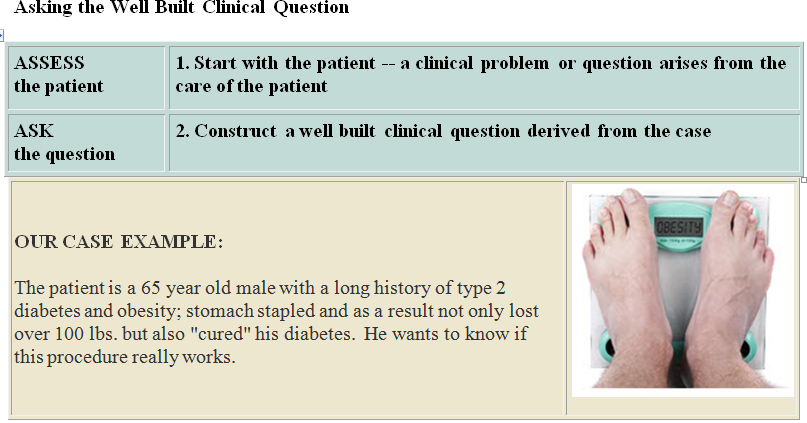 Asking the Well Built Clinical Question
ASSESS
the patient
1. Start with the patient -- a clinical problem or question arises from the
care of the patient
ASK
the question
2. Construct a well built clinical question derived from the case
OUR CASE EXAMPLE:
The patient is a 65 year old male with a long history of type 2
diabetes and obesity; stomach stapled and as a result not only lost
over 100 lbs. but also "cured" his diabetes. He wants to know if
this procedure really works.
OBESITY